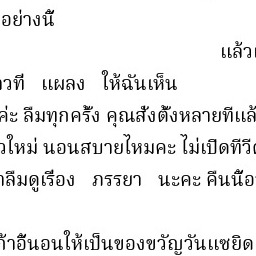 อย่างนี้
แล้ว
วที แผลง ให้ฉันเห็น
ค่ะ ลืมทุกครั้ง คุณสั่งตั้งหลายทีแล้
วใหม่ นอนสบายไหมคะ ไม่เปิดทีวี
าลืมดูเรื่อง ภรรยา นะคะ คืนนี้อ
ก้าอี้นอนให้เป็นของขวัญวันแซยิด